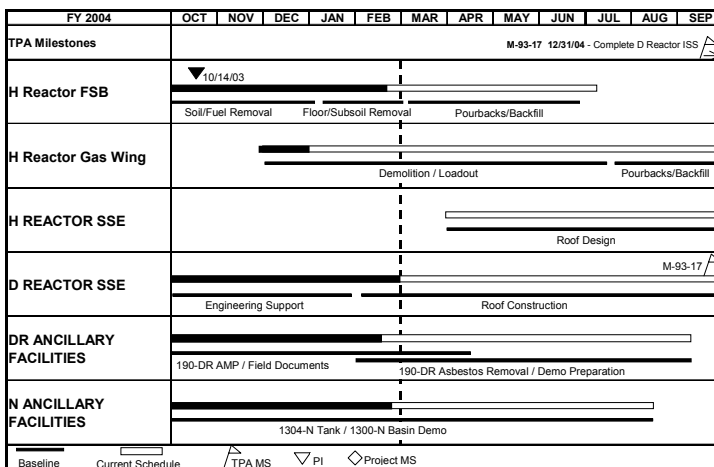 FY 2004 OCT NOV DEC JAN FEB MAR APR MAY JUN JUL AUG SEP
TPA Milestones
M-93-17 12/31/04 - Complete D Reactor ISS
10/14/03
H Reactor FSB
Soil/Fuel Removal Floor/Subsoil Removal Pourbacks/Backfill
H Reactor Gas Wing
Demolition / Loadout Pourbacks/Backfill
H REACTOR SSE
Roof Design
M-93-17
D REACTOR SSE
Engineering Support Roof Construction
DR ANCILLARY
FACILITIES
190-DR AMP / Field Documents 190-DR Asbestos Removal / Demo Preparation
N ANCILLARY
FACILITIES
1304-N Tank / 1300-N Basin Demo
Baseline Current Schedule TPA MS PI Project MS